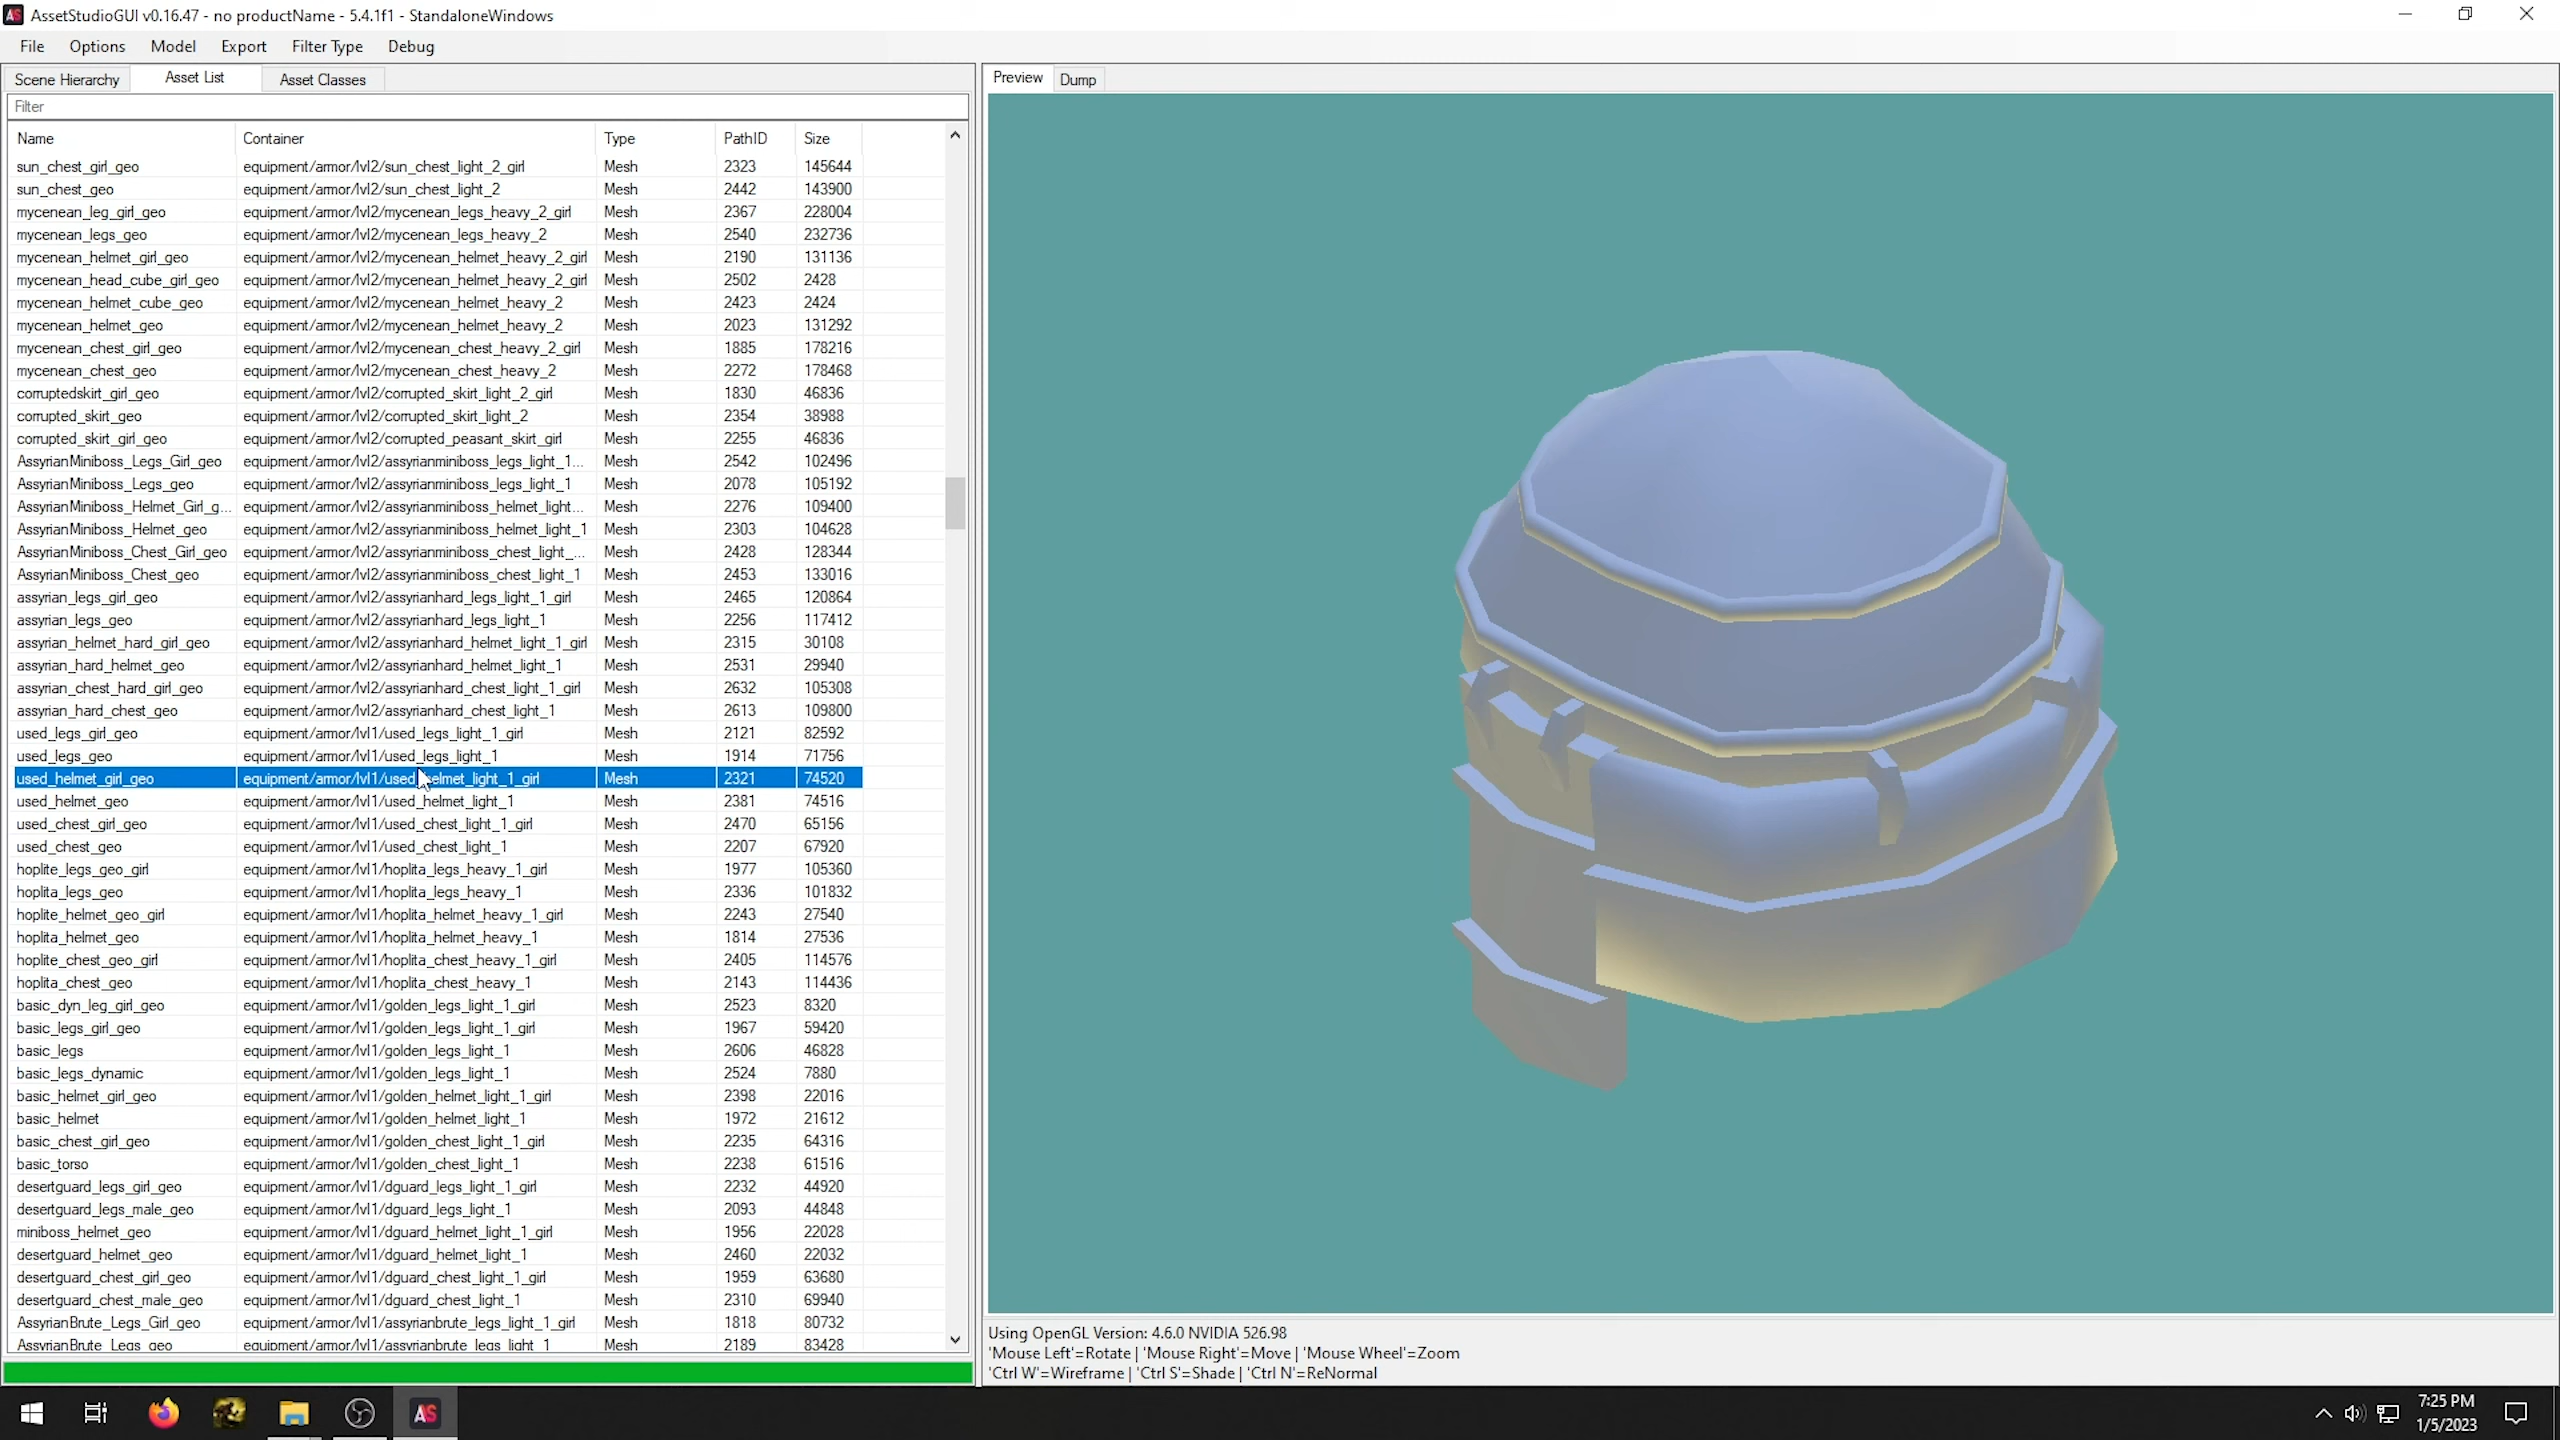 AssetStudioGUI v0.16.47 - no productName - 5.4.1f1 - StandaloneWindows
File Options Model Export Filter Type Debug
Scene Hierarchy Asset List Asset Classes
Filter
Name Container Type PathID Size
sun_chest_girl_geo equipment/armor/lvl2/sun_chest_light_2_girl Mesh 2323 145644
sun_chest_geo equipment/armor/lvl2/sun_chest_light_2 Mesh 2442 143900
mycenean_leg_girl_geo equipment/armor/lvl2/mycenean_legs_heavy_2_girl Mesh 2367 228004
mycenean_legs_geo equipment/armor/lvl2/mycenean_legs_heavy_2 Mesh 2540 232736
mycenean_helmet_girl_geo equipment/armor/lvl2/mycenean_helmet_heavy_2_girl Mesh 2190 131136
mycenean_head_cube_girl_geo equipment/armor/lvl2/mycenean_helmet_heavy_2_girl Mesh 2502 2428
mycenean_helmet_cube_geo equipment/armor/lvl2/mycenean_helmet_heavy_2 Mesh 2423 2424
mycenean_helmet_geo equipment/armor/lvl2/mycenean_helmet_heavy_2 Mesh 2023 131292
mycenean_chest_girl_geo equipment/armor/lvl2/mycenean_chest_heavy_2_girl Mesh 1885 178216
mycenean_chest_geo equipment/armor/lvl2/mycenean_chest_heavy_2 Mesh 2272 178468
corruptedskirt_girl_geo equipment/armor/lvl2/corrupted_skirt_light_2_girl Mesh 1830 46836
corrupted_skirt_geo equipment/armor/lvl2/corrupted_skirt_light_2 Mesh 2354 38988
corrupted_skirt_girl_geo equipment/armor/lvl2/corrupted_peasant_skirt_girl Mesh 2255 46836
AssyrianMiniboss_Legs_Girl_geo equipment/armor/lvl2/assyrianminiboss_legs_light_1... Mesh 2542 102496
AssyrianMiniboss_Legs_geo equipment/armor/lvl2/assyrianminiboss_legs_light_1 Mesh 2078 105192
AssyrianMiniboss_Helmet_Girl_g... equipment/armor/lvl2/assyrianminiboss_helmet_light... Mesh 2276 109400
AssyrianMiniboss_Helmet_geo equipment/armor/lvl2/assyrianminiboss_helmet_light_1 Mesh 2303 104628
AssyrianMiniboss_Chest_Girl_geo equipment/armor/lvl2/assyrianminiboss_chest_light_... Mesh 2428 128344
AssyrianMiniboss_Chest_geo equipment/armor/lvl2/assyrianminiboss_chest_light_1 Mesh 2453 133016
assyrian_legs_girl_geo equipment/armor/lvl2/assyrianhard_legs_light_1_girl Mesh 2465 120864
assyrian_legs_geo equipment/armor/lvl2/assyrianhard_legs_light_1 Mesh 2256 117412
assyrian_helmet_hard_girl_geo equipment/armor/lvl2/assyrianhard_helmet_light_1_girl Mesh 2315 30108
assyrian_hard_helmet_geo equipment/armor/lvl2/assyrianhard_helmet_light_1 Mesh 2531 29940
assyrian_chest_hard_girl_geo equipment/armor/lvl2/assyrianhard_chest_light_1_girl Mesh 2632 105308
assyrian_hard_chest_geo equipment/armor/lvl2/assyrianhard_chest_light_1 Mesh 2613 109800
used_legs_girl_geo equipment/armor/lvl1/used_legs_light_1_girl Mesh 2121 82592
used_legs_geo equipment/armor/lvl1/used_legs_light_1 Mesh 1914 71756
used_helmet_girl_geo equipment/armor/lvl1/used_helmet_light_1_girl Mesh 2321 74520
used_helmet_geo equipment/armor/lvl1/used_helmet_light_1 Mesh 2381 74516
used_chest_girl_geo equipment/armor/lvl1/used_chest_light_1_girl Mesh 2470 65156
used_chest_geo equipment/armor/lvl1/used_chest_light_1 Mesh 2207 67920
hoplite_legs_geo_girl equipment/armor/lvl1/hoplita_legs_heavy_1_girl Mesh 1977 105360
hoplita_legs_geo equipment/armor/lvl1/hoplita_legs_heavy_1 Mesh 2336 101832
hoplite_helmet_geo_girl equipment/armor/lvl1/hoplita_helmet_heavy_1_girl Mesh 2243 27540
hoplita_helmet_geo equipment/armor/lvl1/hoplita_helmet_heavy_1 Mesh 1814 27536
hoplite_chest_geo_girl equipment/armor/lvl1/hoplita_chest_heavy_1_girl Mesh 2405 114576
hoplita_chest_geo equipment/armor/lvl1/hoplita_chest_heavy_1 Mesh 2143 114436
basic_dyn_leg_girl_geo equipment/armor/lvl1/golden_legs_light_1_girl Mesh 2523 8320
basic_legs_girl_geo equipment/armor/lvl1/golden_legs_light_1_girl Mesh 1967 59420
basic_legs equipment/armor/lvl1/golden_legs_light_1 Mesh 2606 46828
basic_legs_dynamic equipment/armor/lvl1/golden_legs_light_1 Mesh 2524 7880
basic_helmet_girl_geo equipment/armor/lvl1/golden_helmet_light_1_girl Mesh 2398 22016
basic_helmet equipment/armor/lvl1/golden_helmet_light_1 Mesh 1972 21612
basic_chest_girl_geo equipment/armor/lvl1/golden_chest_light_1_girl Mesh 2235 64316
basic_torso equipment/armor/lvl1/golden_chest_light_1 Mesh 2238 61516
desertguard_legs_girl_geo equipment/armor/lvl1/dguard_legs_light_1_girl Mesh 2232 44920
desertguard_legs_male_geo equipment/armor/lvl1/dguard_legs_light_1 Mesh 2093 44848
miniboss_helmet_geo equipment/armor/lvl1/dguard_helmet_light_1_girl Mesh 1956 22028
desertguard_helmet_geo equipment/armor/lvl1/dguard_helmet_light_1 Mesh 2460 22032
desertguard_chest_girl_geo equipment/armor/lvl1/dguard_chest_light_1_girl Mesh 1959 63680
desertguard_chest_male_geo equipment/armor/lvl1/dguard_chest_light_1 Mesh 2310 69940
AssyrianBrute_Legs_Girl_geo equipment/armor/lvl1/assyrianbrute_legs_light_1_girl Mesh 1818 80732
AssyrianBrute_Legs_geo equipment/armor/lvl1/assyrianbrute_legs_light_1 Mesh 2189 83428
Preview Dump
Using OpenGL Version: 4.6.0 NVIDIA 526.98
'Mouse Left'=Rotate | 'Mouse Right'=Move | 'Mouse Wheel'=Zoom
'Ctrl W'=Wireframe | 'Ctrl S'=Shade | 'Ctrl N'=ReNormal
AS
7:25 PM
1/5/2023